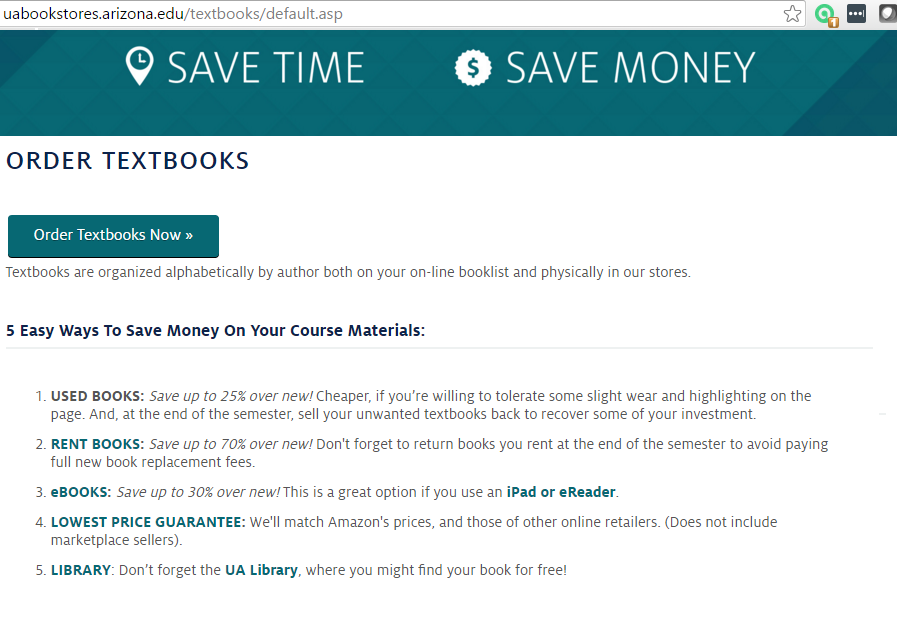 uabookstores.arizona.edu/textbooks/default.asp
1
SAVE TIME
$ SAVE MONEY
ORDER TEXTBOOKS
Order Textbooks Now »
Textbooks are organized alphabetically by author both on your on-line booklist and physically in our stores.
5 Easy Ways To Save Money On Your Course Materials:
1. USED BOOKS: Save up to 25% over new! Cheaper, if you’re willing to tolerate some slight wear and highlighting on the
page. And, at the end of the semester, sell your unwanted textbooks back to recover some of your investment.
2. RENT BOOKS: Save up to 70% over new! Don't forget to return books you rent at the end of the semester to avoid paying
full new book replacement fees.
3. eBOOKS: Save up to 30% over new! This is a great option if you use an iPad or eReader.
4. LOWEST PRICE GUARANTEE: We'll match Amazon's prices, and those of other online retailers. (Does not include
marketplace sellers).
5. LIBRARY: Don’t forget the UA Library, where you might find your book for free!